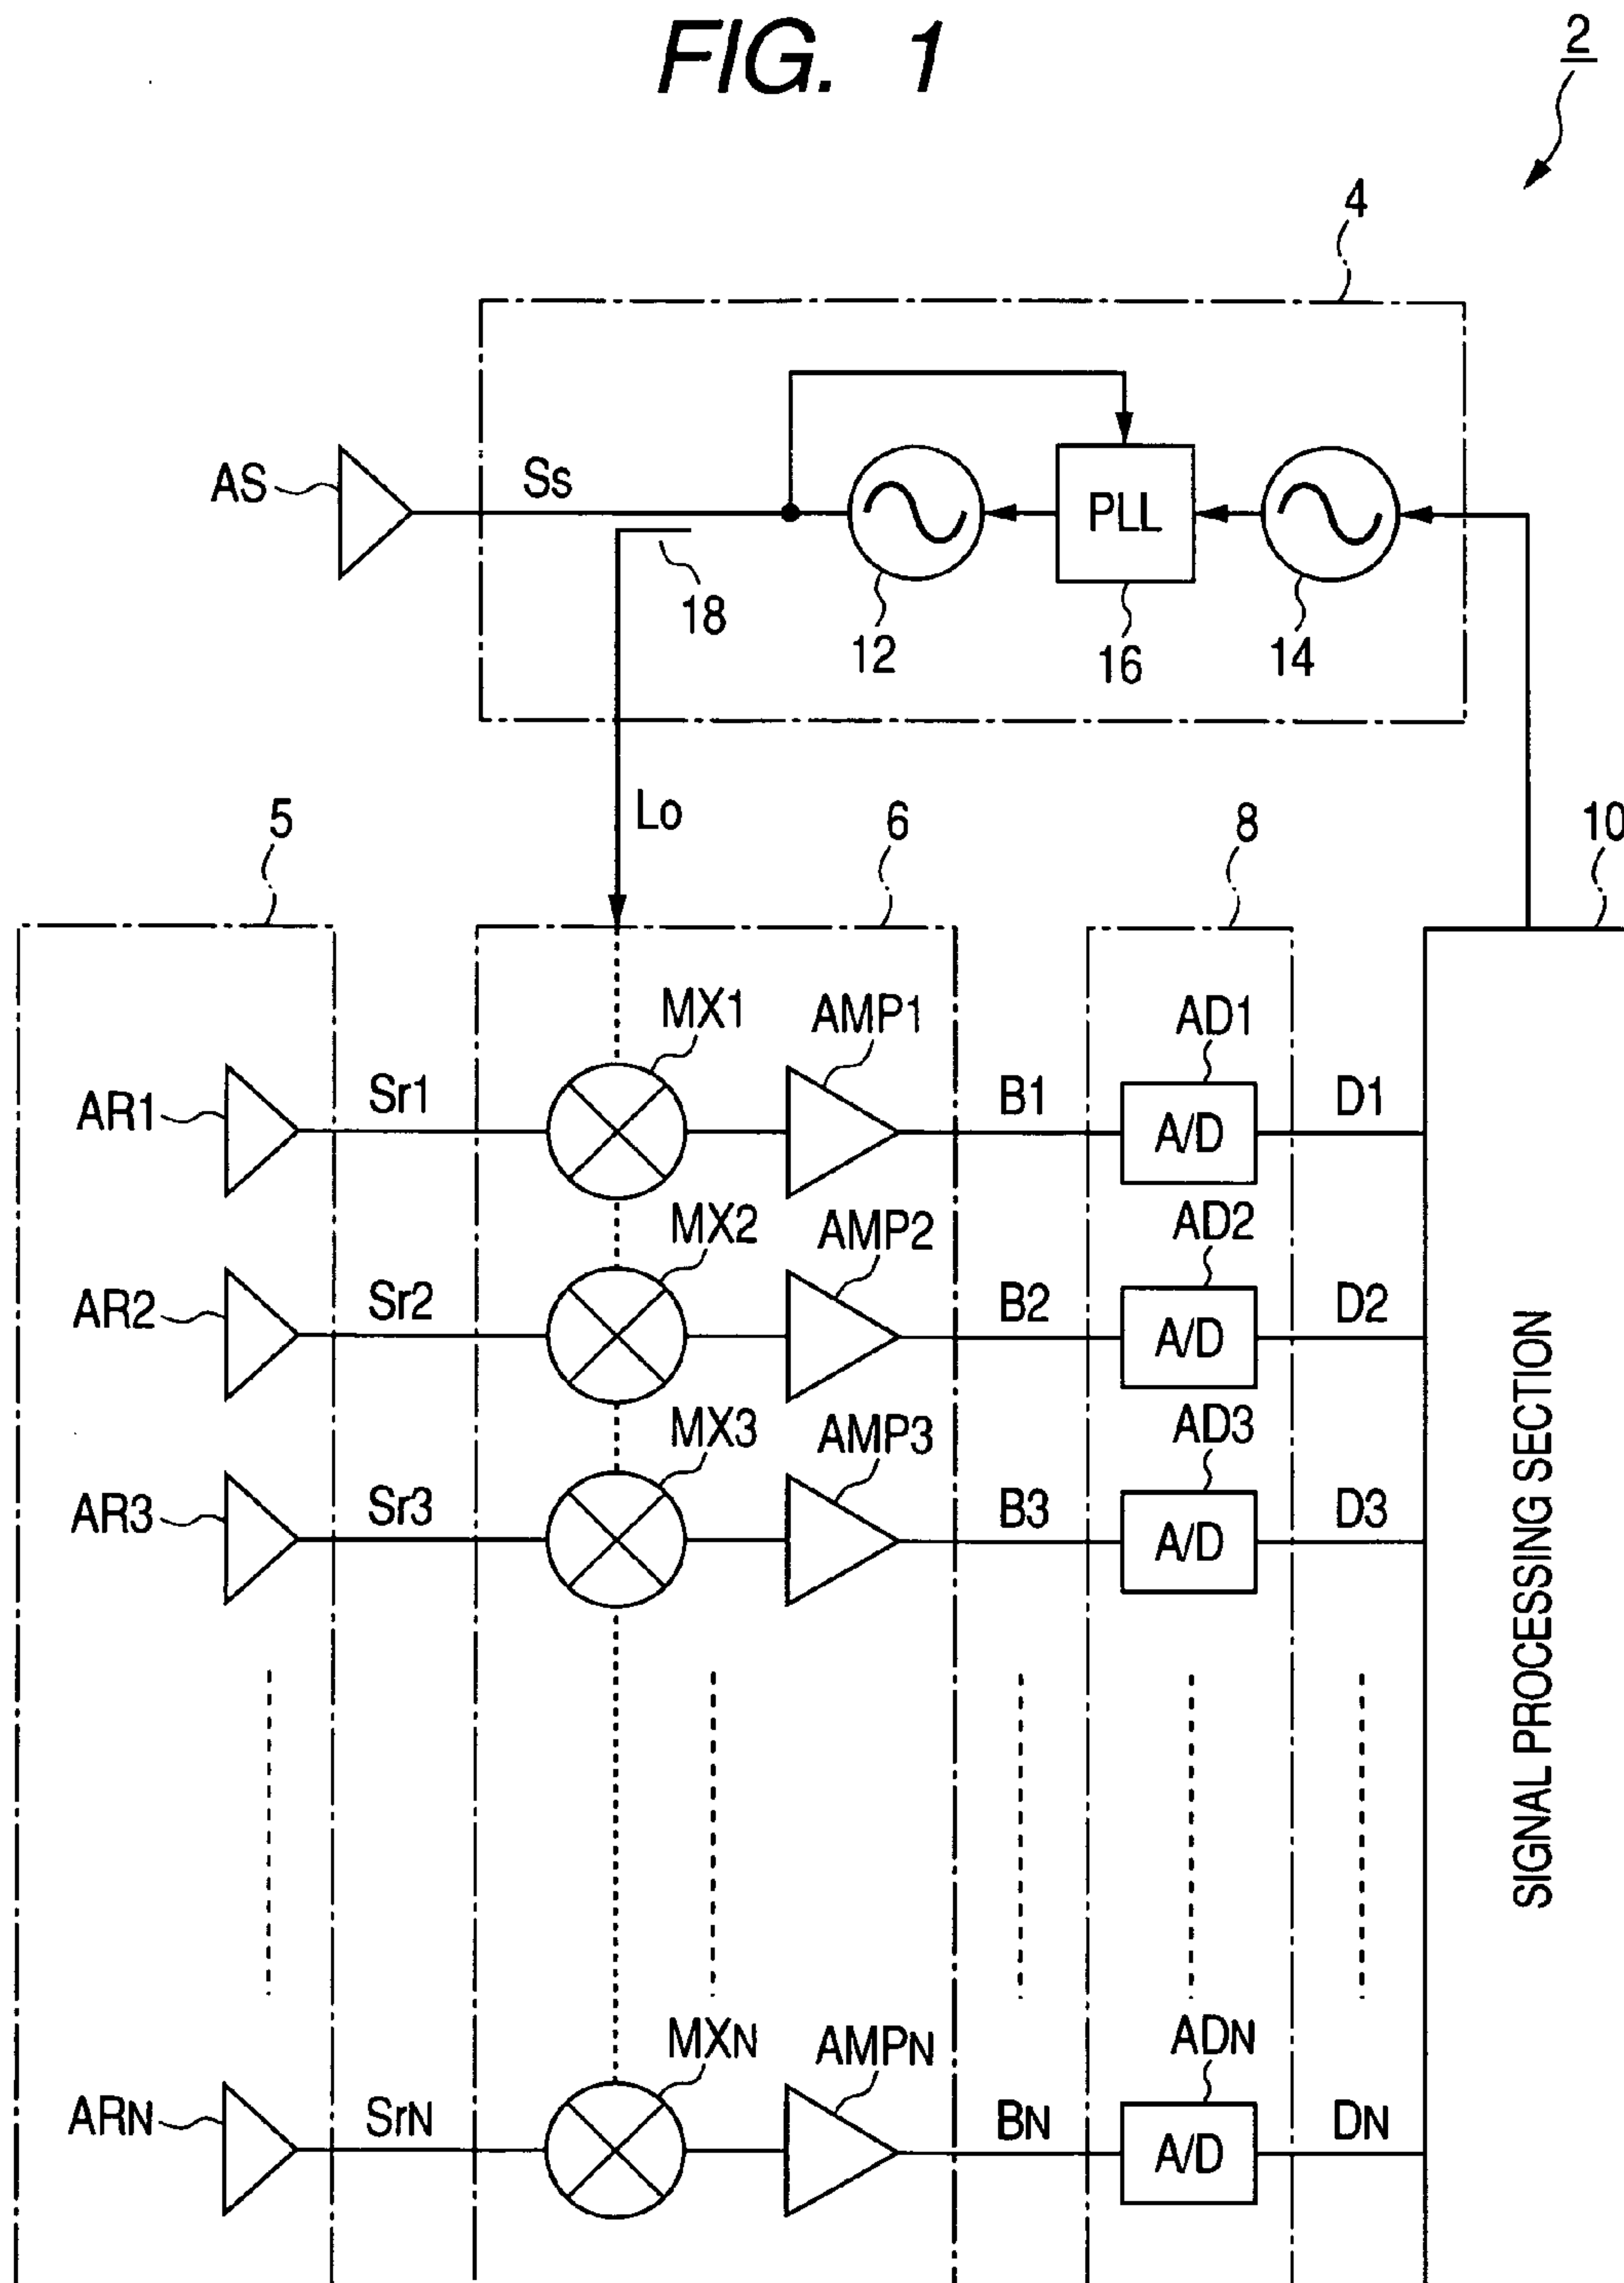 FIG. 1
2
4
AS
Ss
PLL
18
12
16
14
Lo
5
6
8
10
MX1
AMP1
AD1
AR1
Sr1
B1
A/D
D1
MX2
AMP2
AD2
AR2
Sr2
B2
A/D
D2
MX3
AMP3
AD3
AR3
Sr3
B3
A/D
D3
SIGNAL PROCESSING SECTION
MXN
AMPN
ADN
ARN
SrN
BN
A/D
DN